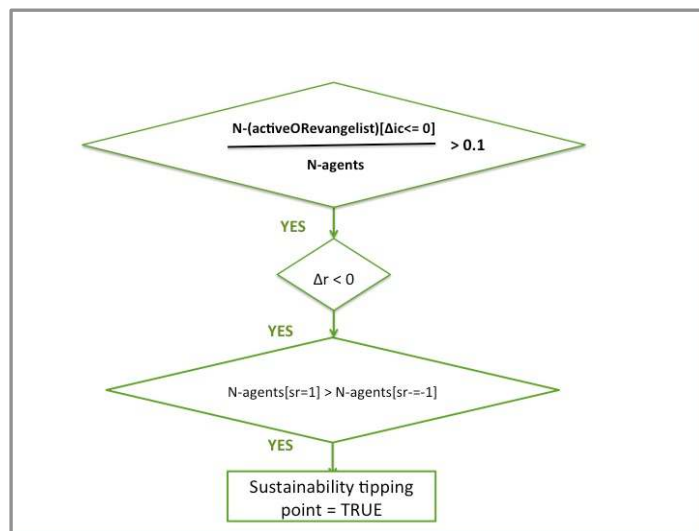 N-(activeORevangelist)[Δic<= 0]
> 0.1
N-agents
YES
Δr < 0
YES
N-agents[sr=1] > N-agents[sr-=-1]
YES
Sustainability tipping
point = TRUE